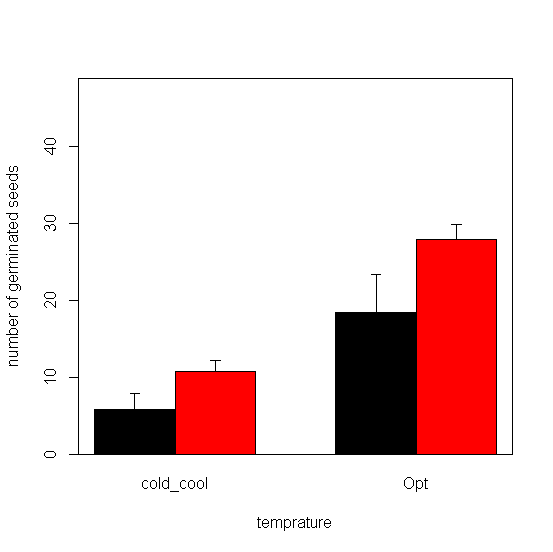 number of germinated seeds
40
30
20
10
0
cold_cool
Opt
temprature